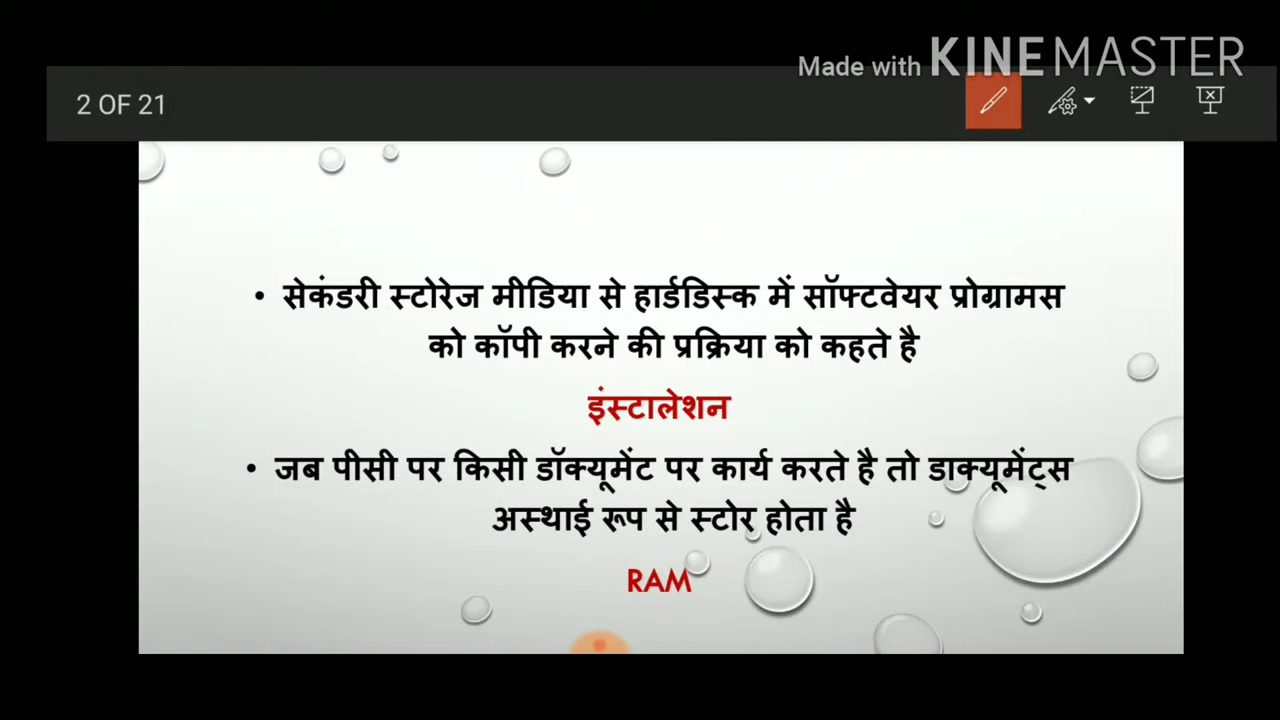 Made with KINEMASTER
2 OF 21
• सेकंडरी स्टोरेज मीडिया से हार्डडिस्क में सॉफ्टवेयर प्रोग्रामस
को कॉपी करने की प्रक्रिया को कहते है
इंस्टालेशन
• जब पीसी पर किसी डॉक्यूमेंट पर कार्य करते है तो डाक्यूमेंट्स
अस्थाई रूप से स्टोर होता है
RAM